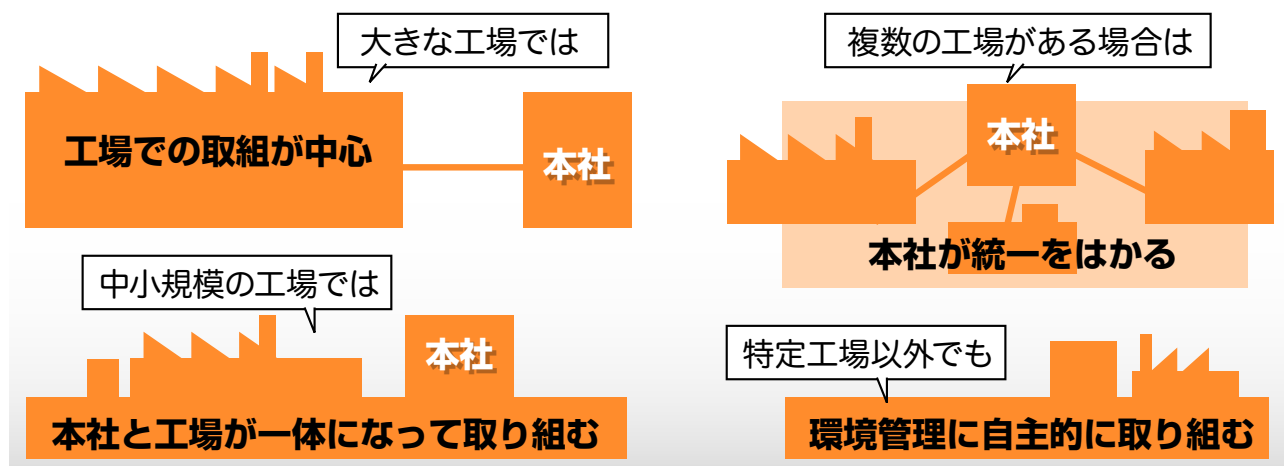 大きな工場では
工場での取組が中心
本社
複数の工場がある場合は
本社
本社が統一をはかる
中小規模の工場では
本社
本社と工場が一体になって取り組む
特定工場以外でも
環境管理に自主的に取り組む